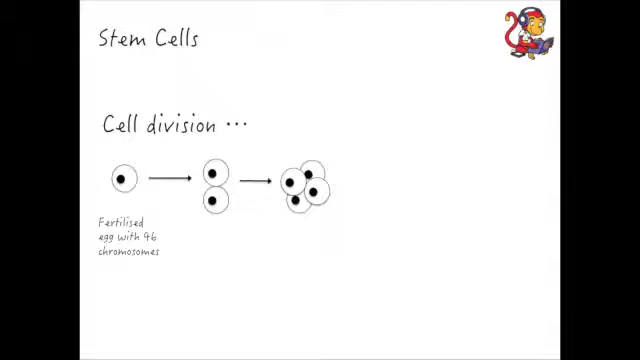 Stem Cells
Cell division ...
Fertilised
egg with 46
chromosomes